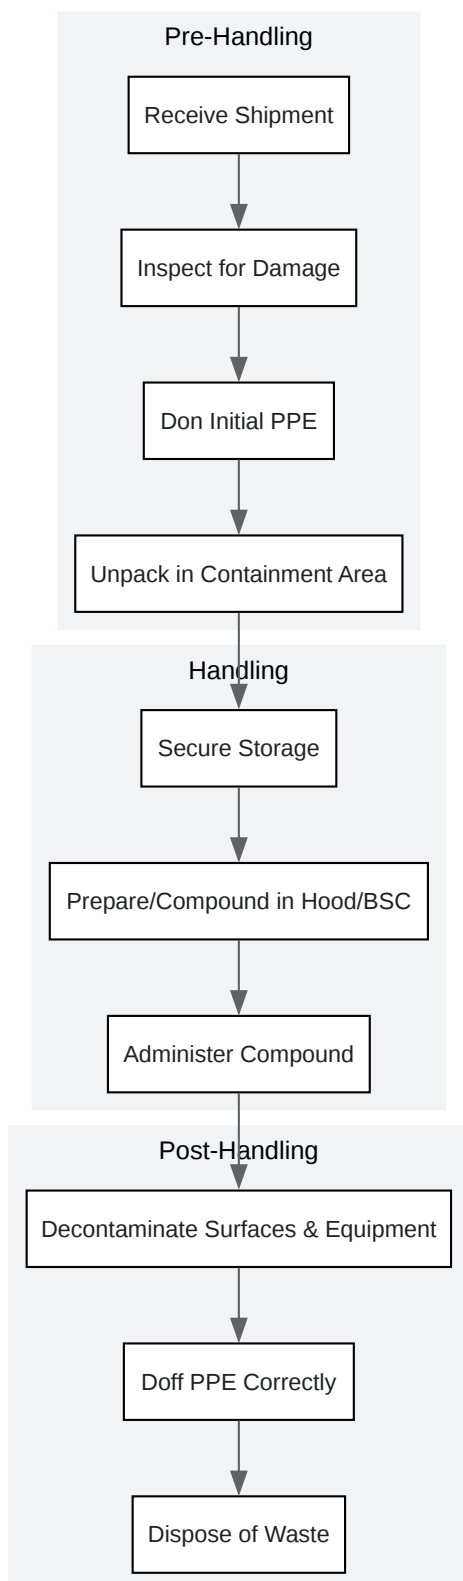 Pre-Handling
Receive Shipment
Inspect for Damage
Don Initial PPE
Unpack in Containment Area
Handling
Secure Storage
Prepare/Compound in Hood/BSC
Administer Compound
Post-Handling
Decontaminate Surfaces & Equipment
Doff PPE Correctly
Dispose of Waste